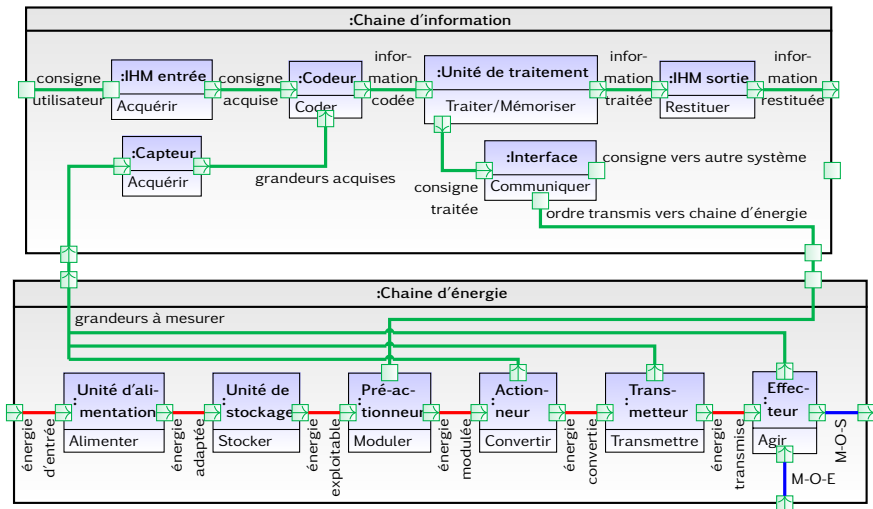 :Chaine d'information
:IHM entrée
Acquérir
:Codeur
Coder
:Unité de traitement
Traiter/Mémoriser
:IHM sortie
Restituer
consigne
utilisateur
consigne
acquise
infor-
mation
codée
infor-
mation
traitée
infor-
mation
restituée
:Capteur
Acquérir
grandeurs acquises
:Interface
Communiquer
consigne
traitée
consigne vers autre système
ordre transmis vers chaine d'énergie
:Chaine d'énergie
grandeurs à mesurer
:Unité d'ali-
mentation
Alimenter
:Unité de
stockage
Stocker
:Pré-ac-
tionneur
Moduler
:Action-
neur
Convertir
:Trans-
metteur
Transmettre
:Effec-
teur
Agir
énergie
d'entrée
énergie
adaptée
énergie
exploitable
énergie
modulée
énergie
convertie
énergie
transmise
M-O-S
M-O-E